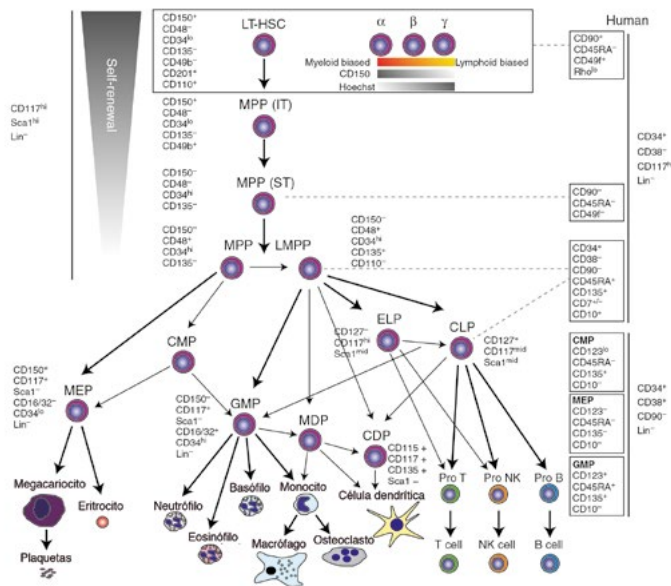 LT-HSC
CD150⁺
CD48⁻
CD34ˡᵒ
CD135⁻
CD49b⁻
CD201⁺
CD110⁺
α
β
γ
Myeloid biased
Lymphoid biased
CD150
Hoechst
Human
CD90⁺
CD45RA⁻
CD49f⁺
Rhoˡᵒ
Self-renewal
CD117ʰⁱ
Sca1ʰⁱ
Lin⁻
MPP (IT)
CD150⁺
CD48⁻
CD34ˡᵒ
CD135⁻
CD49b⁺
CD34⁺
CD38⁻
Lin⁻
MPP (ST)
CD150⁻
CD48⁻
CD34ʰⁱ
CD135⁻
CD90⁻
CD45RA⁻
CD49f⁻
MPP
CD150⁻
CD48⁺
CD34ʰⁱ
CD135⁻
LMPP
CD150⁻
CD48⁺
CD34ʰⁱ
CD135⁺
CD110⁻
CD34⁺
CD38⁻
CD90⁻
CD45RA⁺
CD135⁺
CD7⁺/⁻
CD10⁺
ELP
CD127⁻
CD117ʰⁱ
Sca1ᵐⁱᵈ
CLP
CD127⁺
CD117ᵐⁱᵈ
Sca1ᵐⁱᵈ
CMP
MEP
CD150⁺
CD117⁺
Sca1⁻
CD16/32⁻
CD34ˡᵒ
Lin⁻
GMP
CD150⁻
CD117⁺
Sca1⁻
CD16/32⁺
CD34ʰⁱ
Lin⁻
MDP
CDP
CD115 +
CD117 +
CD135 +
Sca1 –
CMP
CD123ˡᵒ
CD45RA⁻
CD135⁺
CD10⁻
MEP
CD123⁻
CD45RA⁻
CD135⁻
CD10⁻
GMP
CD123⁺
CD45RA⁺
CD135⁺
CD10⁻
CD34⁺
CD38⁺
CD90⁻
Lin⁻
Megacariocito
Eritrocito
Plaquetas
Neutrófilo
Eosinófilo
Basófilo
Monocito
Macrófago
Osteoclasto
Célula dendrítica
Pro T
Pro NK
Pro B
T cell
NK cell
B cell